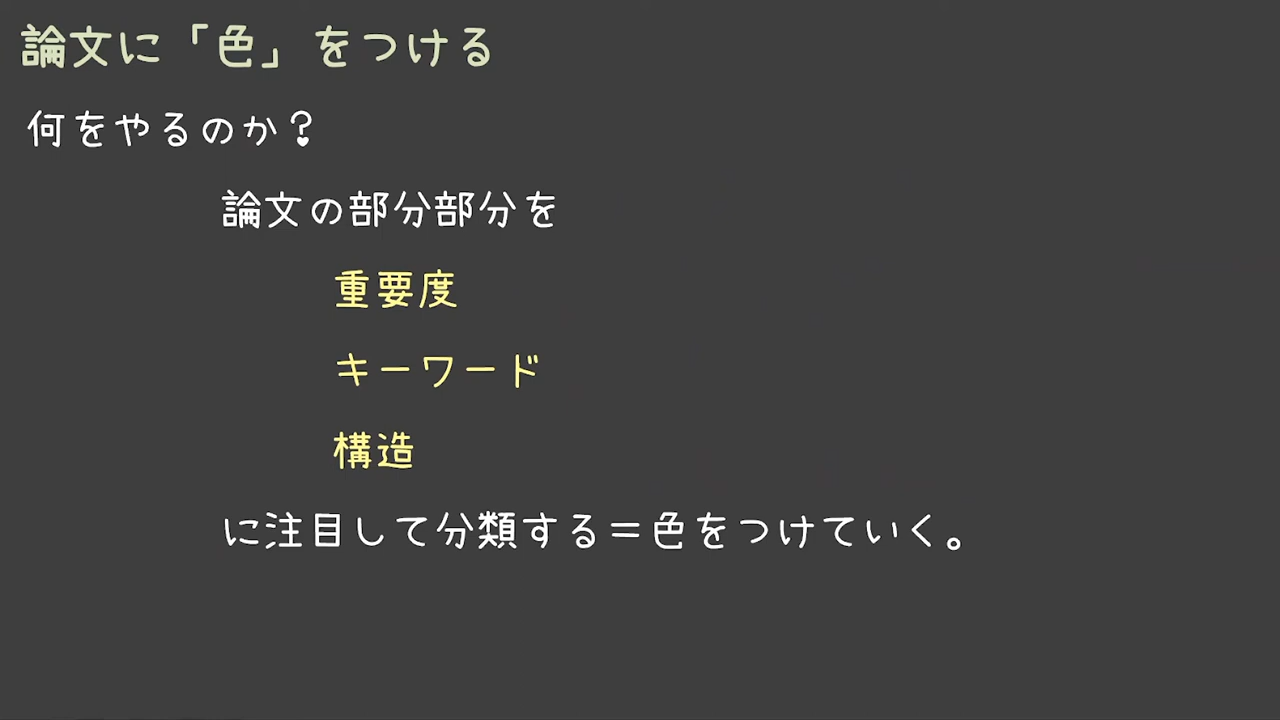 論文に「色」をつける
何をやるのか？
論文の部分部分を
重要度
キーワード
構造
に注目して分類する＝色をつけていく。